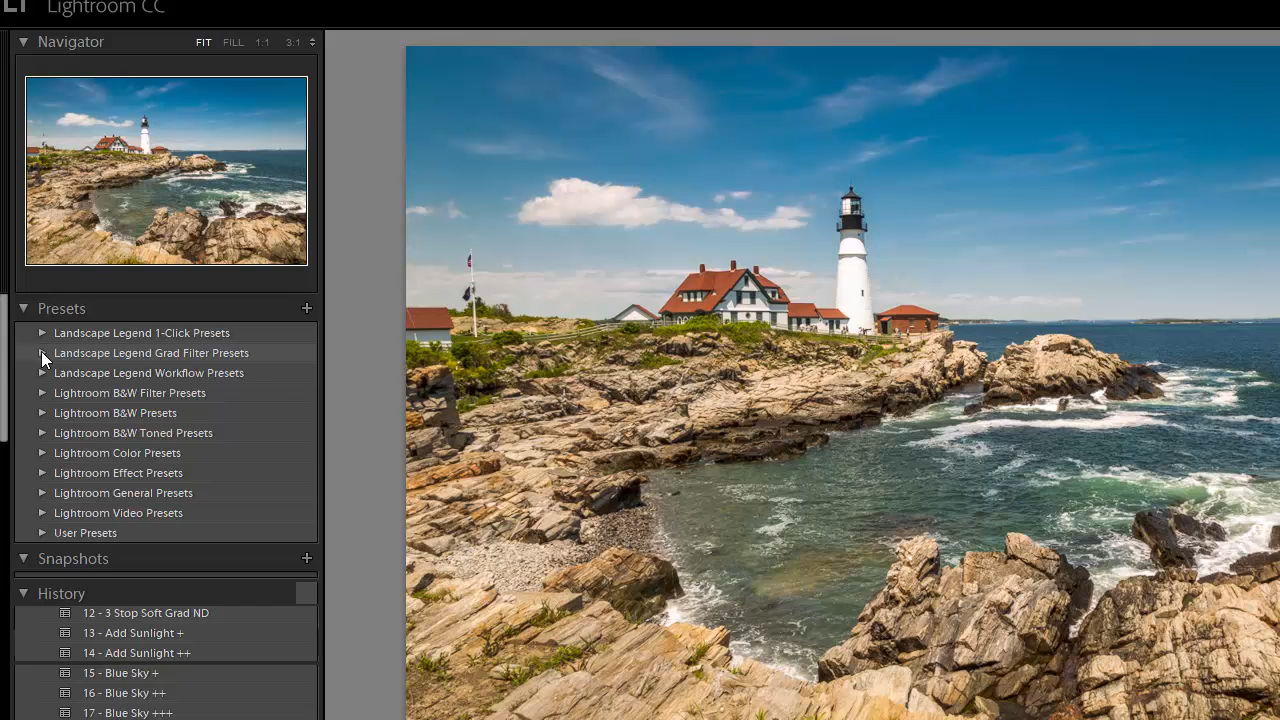 Lr Lightroom CC
Navigator FIT FILL 1:1 3:1
Presets +
Landscape Legend 1-Click Presets
Landscape Legend Grad Filter Presets
Landscape Legend Workflow Presets
Lightroom B&W Filter Presets
Lightroom B&W Presets
Lightroom B&W Toned Presets
Lightroom Color Presets
Lightroom Effect Presets
Lightroom General Presets
Lightroom Video Presets
User Presets
Snapshots +
History
12 - 3 Stop Soft Grad ND
13 - Add Sunlight +
14 - Add Sunlight ++
15 - Blue Sky +
16 - Blue Sky ++
17 - Blue Sky +++